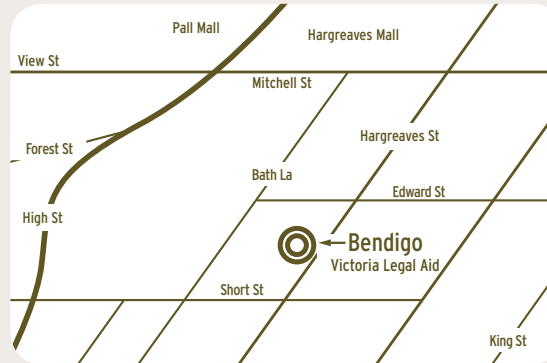 Pall Mall
Hargreaves Mall
View St
Mitchell St
Hargreaves St
Forest St
Bath La
Edward St
High St
Bendigo
Victoria Legal Aid
Short St
King St